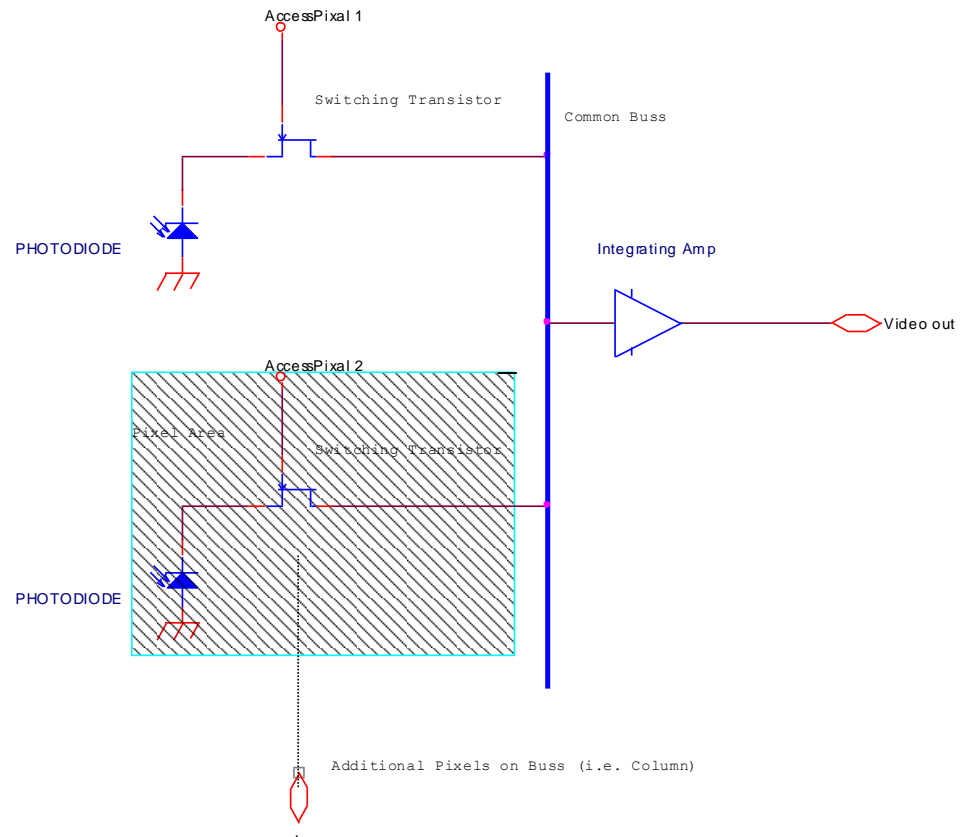 AccessPixal 1
Switching Transistor
Common Buss
PHOTODIODE
Integrating Amp
Video out
AccessPixal 2
Pixel Area
Switching Transistor
PHOTODIODE
Additional Pixels on Buss (i.e. Column)